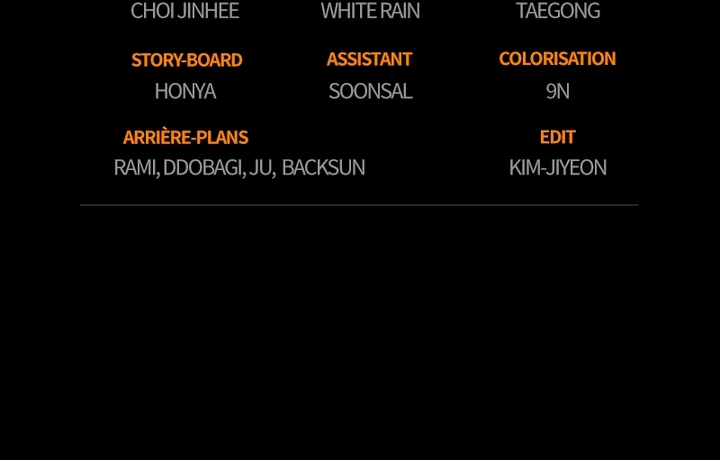 CHOI JINHEE WHITE RAIN TAEGONG
STORY-BOARD ASSISTANT COLORISATION
HONYA SOONSAL 9N
ARRIÈRE-PLANS EDIT
RAMI, DDOBAGI, JU, BACKSUN KIM-JIYEON